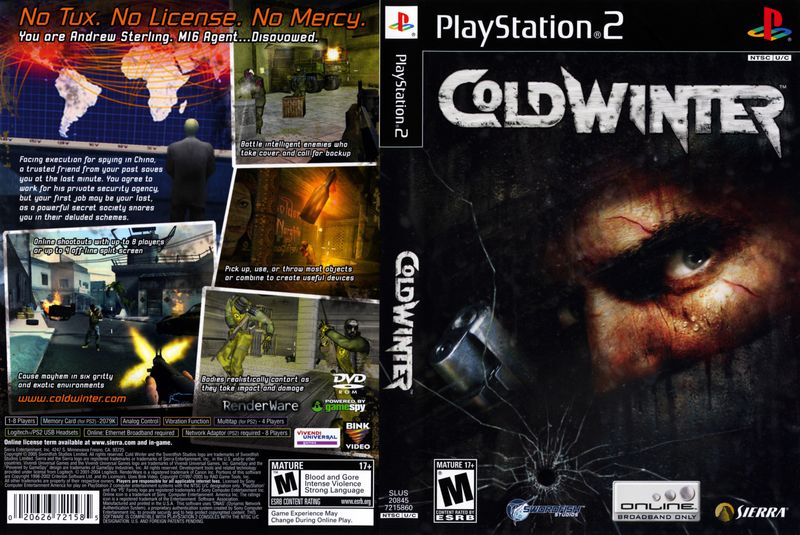 No Tux. No License. No Mercy.
You are Andrew Sterling. MI6 Agent...Disavowed.
Battle intelligent enemies who
take cover and call for backup
Facing execution for spying in China,
a trusted friend from your past saves
you at the last minute. You agree to
work for his private security agency,
but your first job may be your last,
as a powerful secret society snares
you in their deluded schemes.
Pick up, use, or throw most objects
or combine to create useful devices
Online shootouts with up to 8 players
or up to 4 off line split-screen
Cause mayhem in six gritty
and exotic environments
www.coldwinter.com
Bodies realistically contort as
they take impact and damage
RenderWare
DVD
ROM
POWERED BY
gamespy
1-8 Players
Memory Card (for PS2) - 2079K
Analog Control
Vibration Function
Multitap (for PS2) - 4 Players
Logitech-PS2 USB Headsets
Online: Ethernet Broadband required
Network Adaptor (PS2) required - 8 Players
Online license term available at www.sierra.com and in-game.
VIVENDI
UNIVERSAL
games
BINK
VIDEO
0 20626 72158 5
MATURE 17+
M
CONTENT RATED BY
ESRB
Blood and Gore
Intense Violence
Strong Language
ESRB CONTENT RATING www.esrb.org
Game Experience May
Change During Online Play.
PlayStation.2
COLDWINTER
SLUS
20845
7215860
NTSC U/C
PlayStation®2
NTSC U/C
COLDWINTER™
MATURE 17+
M
CONTENT RATED BY
ESRB
SWORDFISH
STUDIOS
ONLINE
BROADBAND ONLY
SIERRA